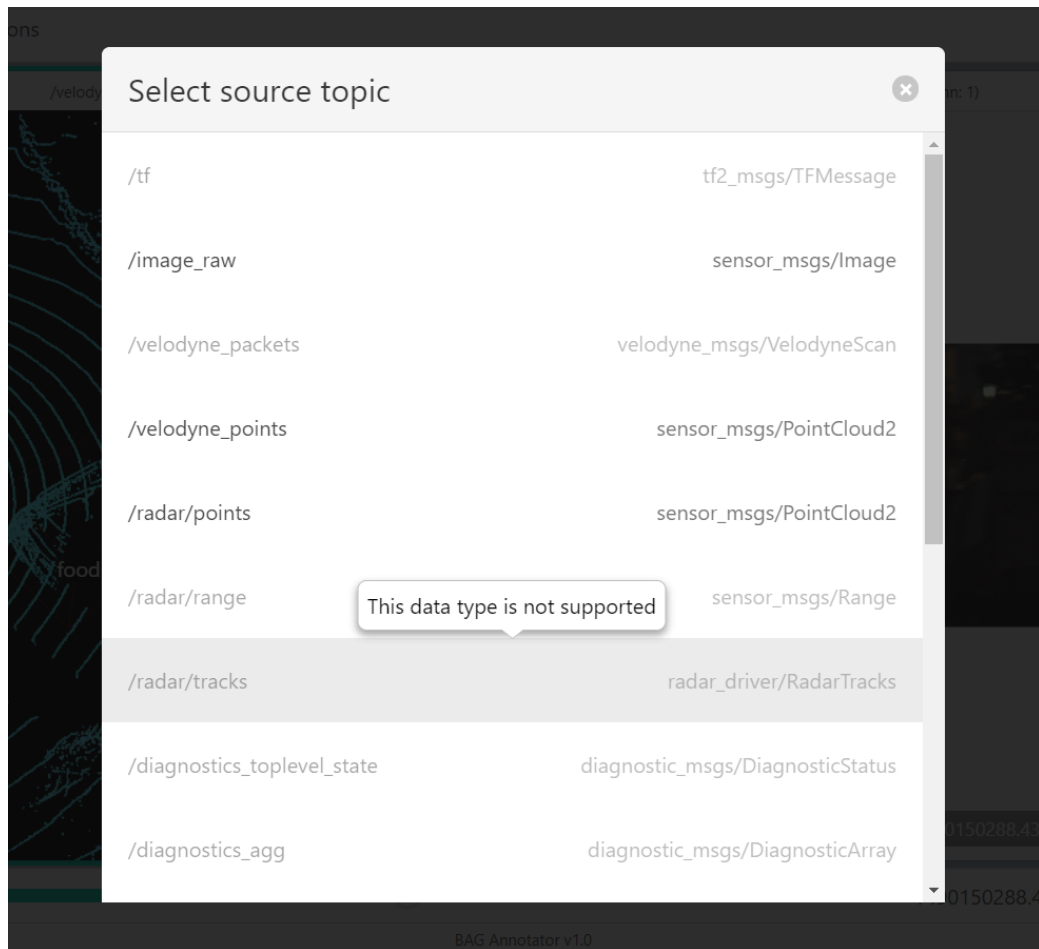 ons
/velody
n: 1)
Select source topic
/tf tf2_msgs/TFMessage
/image_raw sensor_msgs/Image
/velodyne_packets velodyne_msgs/VelodyneScan
/velodyne_points sensor_msgs/PointCloud2
/radar/points sensor_msgs/PointCloud2
food
/radar/range sensor_msgs/Range
This data type is not supported
/radar/tracks radar_driver/RadarTracks
/diagnostics_toplevel_state diagnostic_msgs/DiagnosticStatus
0150288.43
/diagnostics_agg diagnostic_msgs/DiagnosticArray
0150288.4
BAG Annotator v1.0